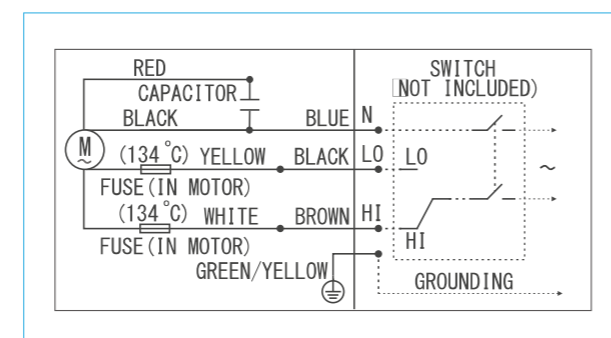 RED
SWITCH
CAPACITOR
NOT INCLUDED)
BLACK
BLUE
N
M
~
(134°C)
YELLOW
BLACK
LO
LO
~
FUSE(IN MOTOR)
(134°C)
WHITE
BROWN
HI
HI
FUSE(IN MOTOR)
GREEN/YELLOW
GROUNDING